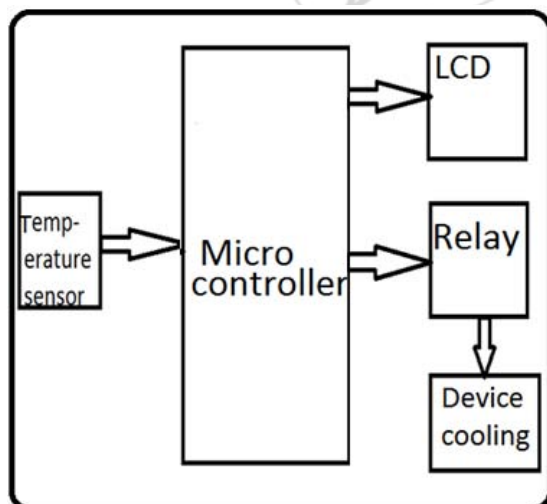 Temp-
erature
sensor
Micro
controller
LCD
Relay
Device
cooling